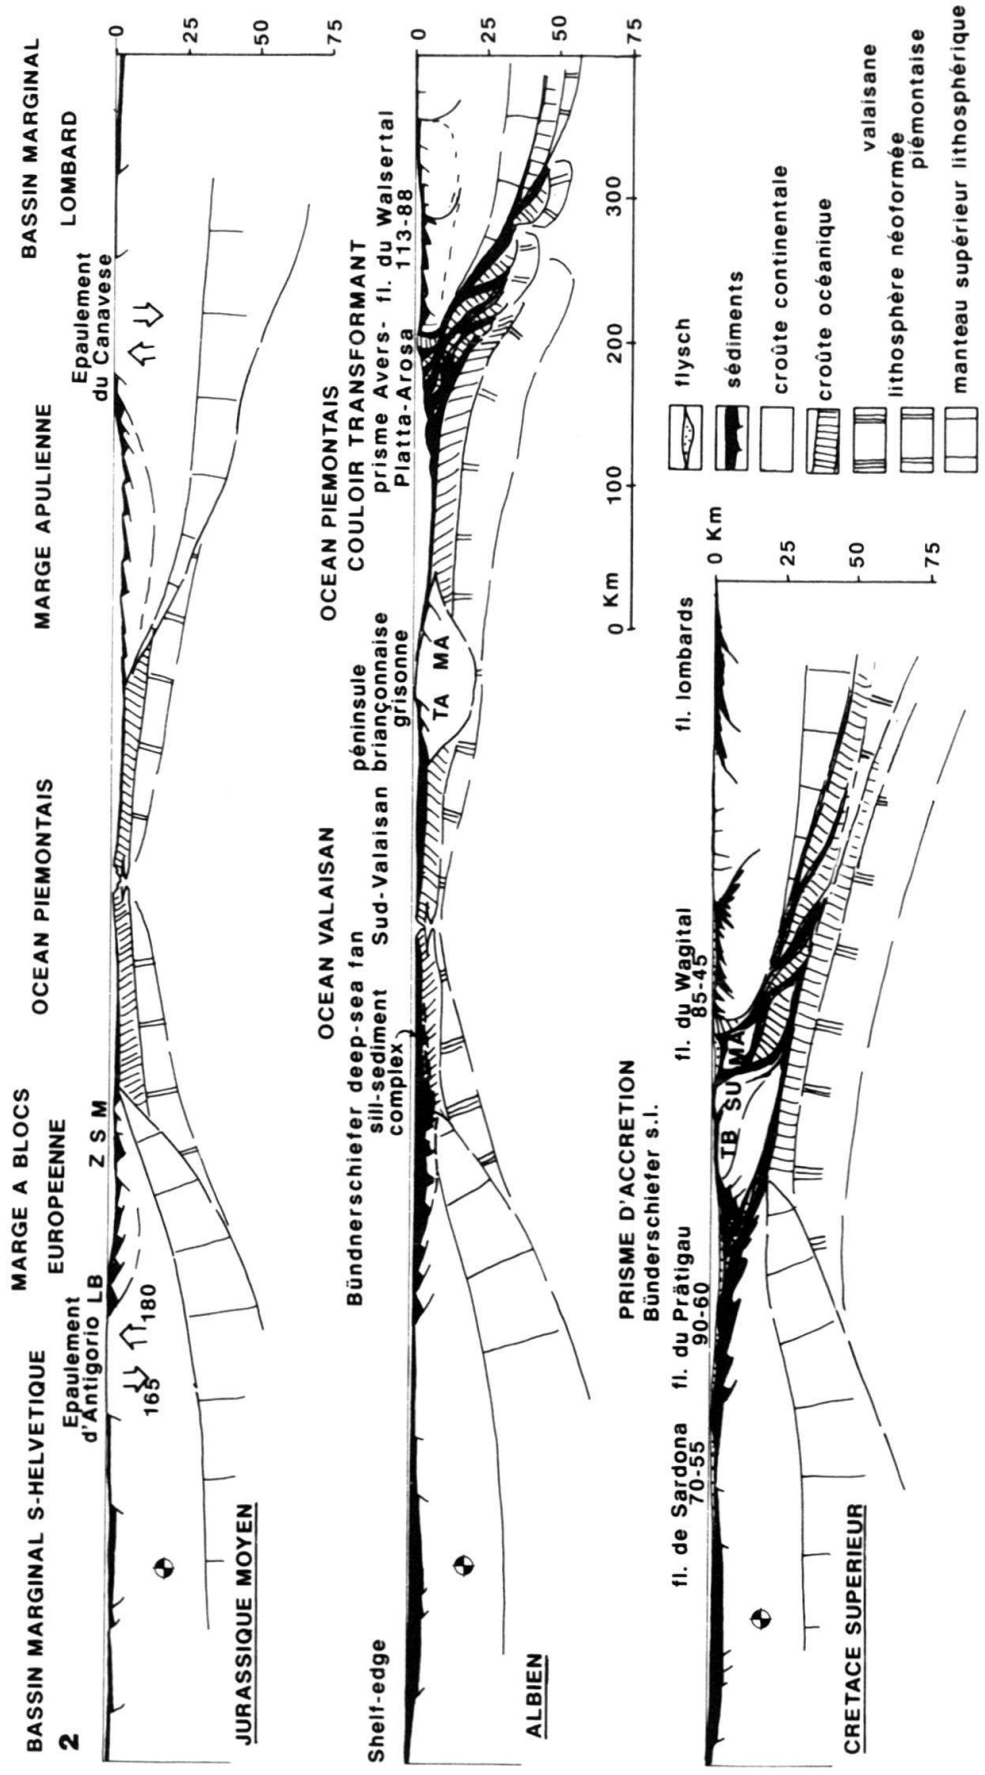 2
BASSIN MARGINAL S-HELVETIQUE
MARGE A BLOCS
EUROPEENNE
OCEAN PIEMONTAIS
MARGE APULIENNE
BASSIN MARGINAL
LOMBARD
Epaulement
d'Antigorio LB
Z S M
Epaulement
du Canavese
165
180
0
25
50
75
JURASSIQUE MOYEN
OCEAN VALAISAN
OCEAN PIEMONTAIS
COULOIR TRANSFORMANT
Shelf-edge
Bündnerschiefer deep-sea fan
sill-sediment
complex
Sud-Valaisan
péninsule
briançonnaise
grisonne
prisme Avers-
Platta-Arosa
fl. du Walsertal
113-88
TA MA
0
25
50
75
ALBIEN
0 Km
100
200
300
PRISME D'ACCRETION
Bünderschiefer s.l.
fl. de Sardona
70-55
fl. du Prätigau
90-60
fl. du Wagital
85-45
fl. lombards
TB SU MA
0 Km
25
50
75
CRETACE SUPERIEUR
flysch
sédiments
croûte continentale
croûte océanique
valaisane
lithosphère néoformée
piémontaise
manteau supérieur lithosphérique